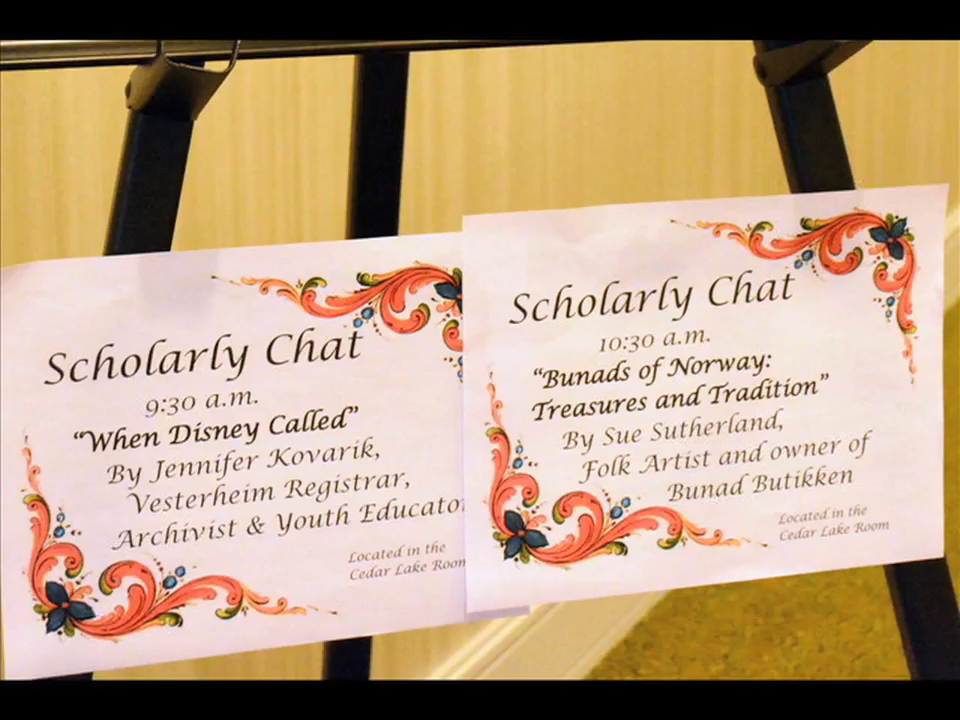 Scholarly Chat
9:30 a.m.
“When Disney Called”
By Jennifer Kovarik,
Vesterheim Registrar,
Archivist & Youth Educator
Located in the
Cedar Lake Room
Scholarly Chat
10:30 a.m.
“Bunads of Norway:
Treasures and Tradition”
By Sue Sutherland,
Folk Artist and owner of
Bunad Butikken
Located in the
Cedar Lake Room